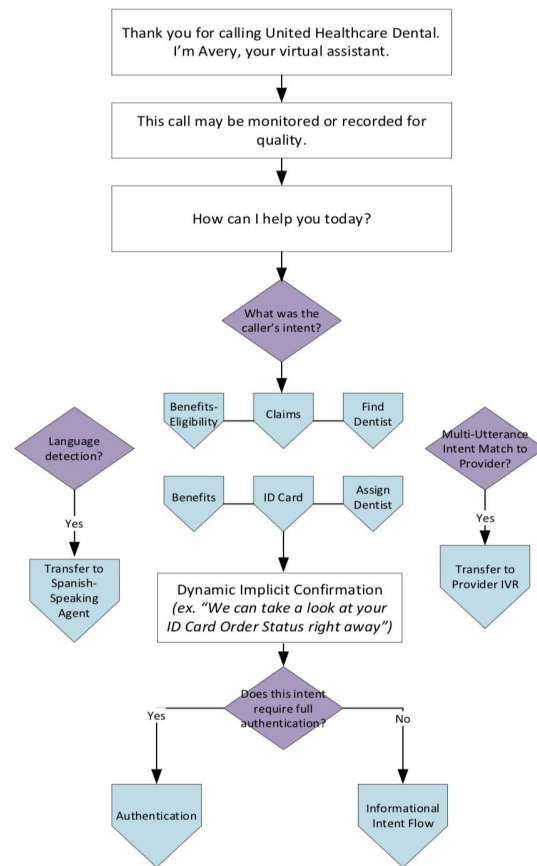 Thank you for calling United Healthcare Dental.
I'm Avery, your virtual assistant.
This call may be monitored or recorded for
quality.
How can I help you today?
What was the
caller's intent?
Benefits-
Eligibility
Claims
Find
Dentist
Language
detection?
Multi-Utterance
Intent Match to
Provider?
Benefits
ID Card
Assign
Dentist
Yes
Yes
Transfer to
Spanish-
Speaking
Agent
Transfer to
Provider IVR
Dynamic Implicit Confirmation
(ex. “We can take a look at your
ID Card Order Status right away”)
Does this intent
require full
authentication?
Yes
No
Authentication
Informational
Intent Flow